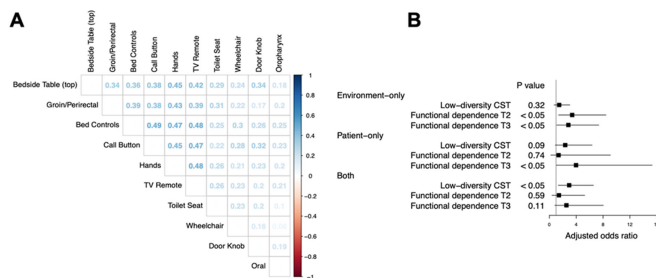 A
Bedside Table (top)
Groin/Perirectal
Bed Controls
Call Button
Hands
TV Remote
Toilet Seat
Wheelchair
Door Knob
Oropharynx
Bedside Table (top) 0.34 0.36 0.38 0.45 0.42 0.29 0.24 0.34 0.18
Groin/Perirectal 0.39 0.38 0.43 0.39 0.31 0.22 0.17 0.2
Bed Controls 0.49 0.47 0.48 0.25 0.3 0.26 0.25
Call Button 0.45 0.47 0.22 0.28 0.32 0.23
Hands 0.48 0.26 0.21 0.23 0.2
TV Remote 0.26 0.23 0.2 0.21
Toilet Seat 0.23 0.2 0.1
Wheelchair 0.18
Door Knob 0.19
Oral
1
0.8
0.6
0.4
0.2
0
−0.2
−0.4
−0.6
−0.8
−1
B
P value
Environment−only
Low−diversity CST 0.32
Functional dependence T2 < 0.05
Functional dependence T3 < 0.05
Patient−only
Low−diversity CST 0.09
Functional dependence T2 0.74
Functional dependence T3 < 0.05
Both
Low−diversity CST < 0.05
Functional dependence T2 0.59
Functional dependence T3 0.11
0 4 8 12
Adjusted odds ratio